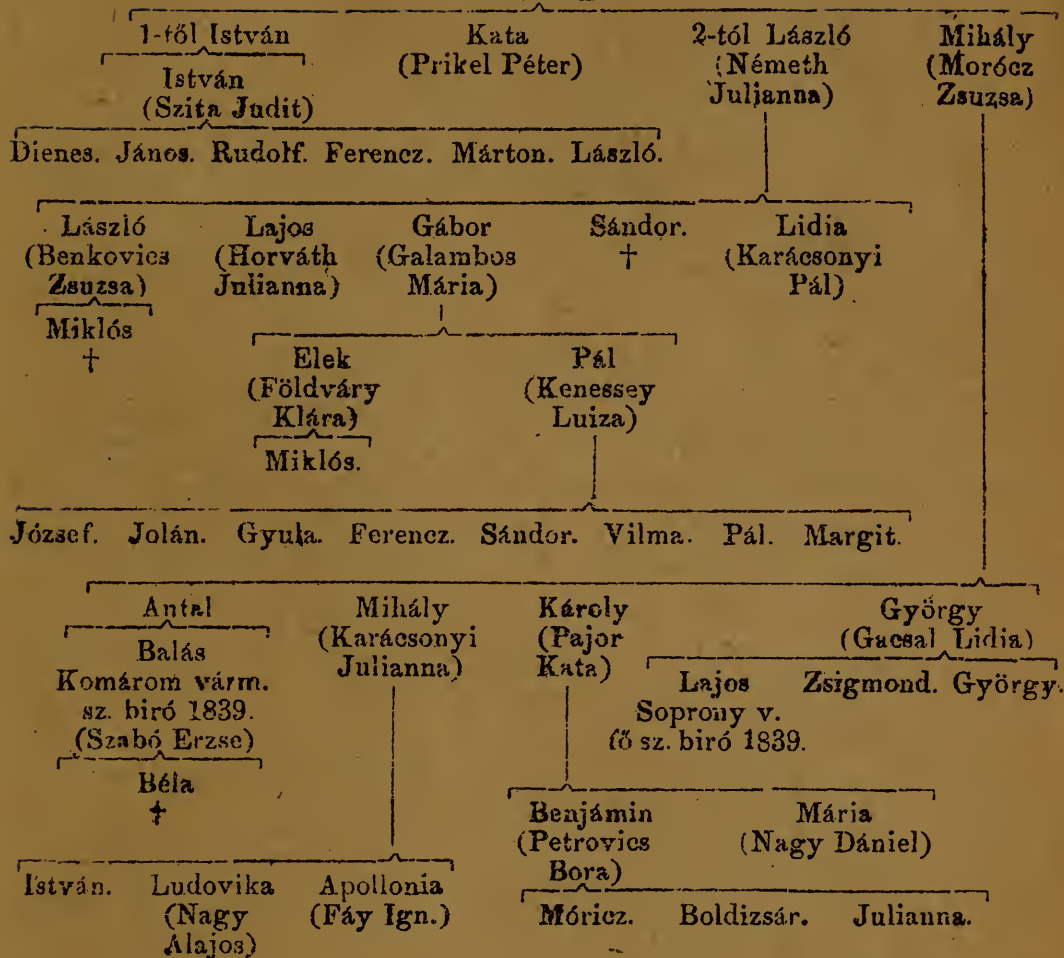 1-től István Kata 2-tól László Mihály
(Prikel Péter) (Németh (Morócz
István Julianna) Zsuzsa)
(Szita Judit)
Dienes. János. Rudolf. Ferencz. Márton. László.
László Lajos Gábor Sándor. Lidia
(Benkovics (Horváth (Galambos † (Karácsonyi
Zsuzsa) Julianna) Mária) Pál)
Miklós
†
Elek Pál
(Földváry (Kenessey
Klára) Luiza)
Miklós.
József. Jolán. Gyula. Ferencz. Sándor. Vilma. Pál. Margit.
Antal Mihály Károly György
(Karácsonyi (Pajor (Gacsal Lidia)
Balás Julianna) Kata)
Komárom várm. Lajos Zsigmond. György.
sz. biró 1839. Soprony v.
(Szabó Erzse) fő sz. biró 1839.
Béla
†
Benjámin Mária
(Petrovics (Nagy Dániel)
Bora)
István. Ludovika Apollonia
(Nagy (Fáy Ign.) Móricz. Boldizsár. Julianna.
Alajos)